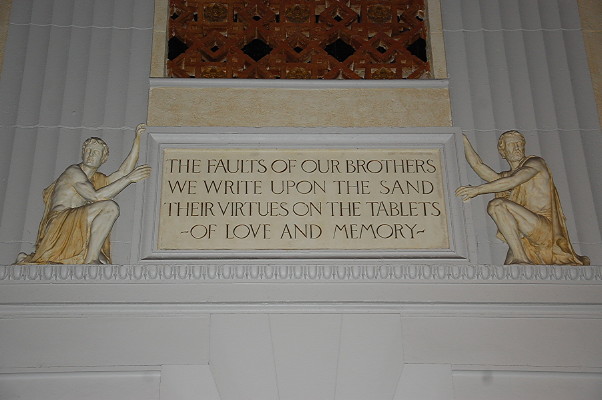 THE FAULTS OF OUR BROTHERS
WE WRITE UPON THE SAND
THEIR VIRTUES ON THE TABLETS
~OF LOVE AND MEMORY~